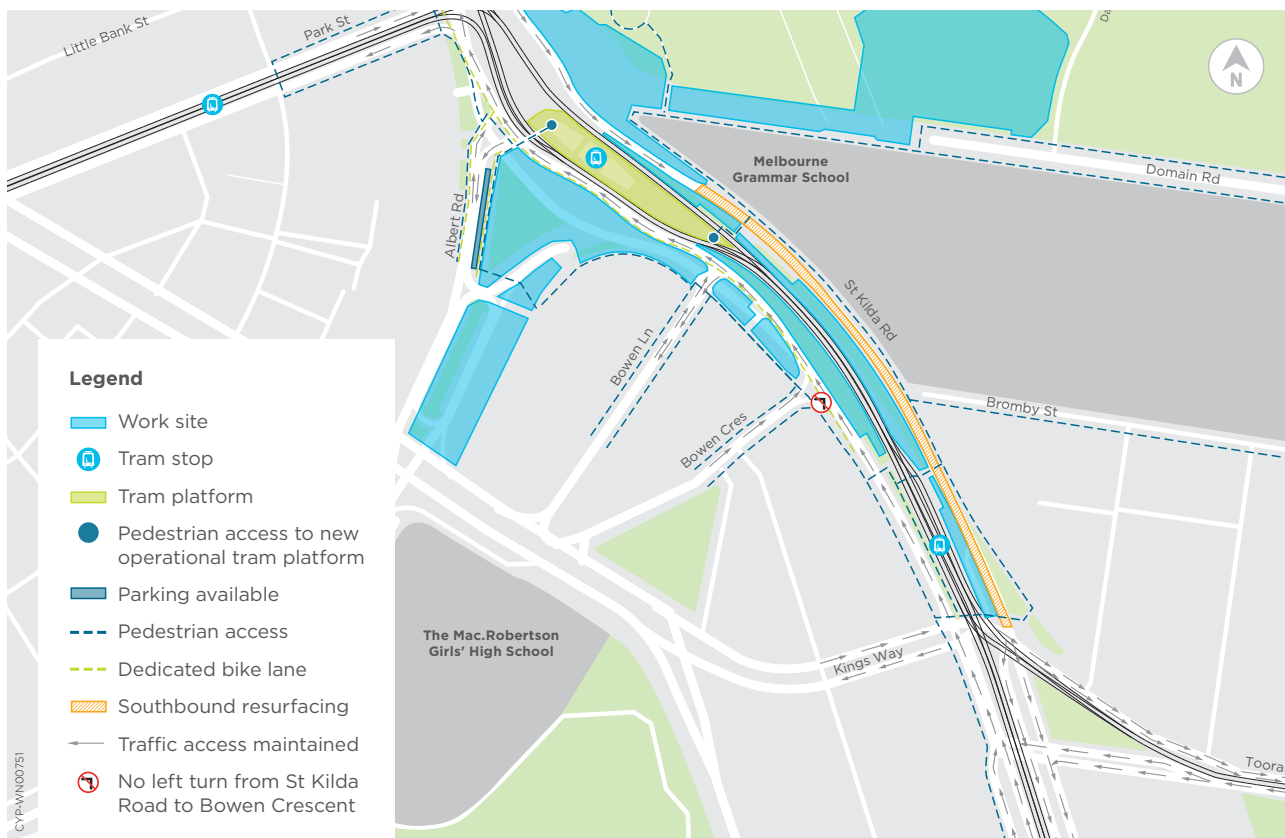 Little Bank St
Park St
Da
N
Melbourne
Grammar School
Domain Rd
Albert Rd
St Kilda Rd
Bowen Ln
Bromby St
Bowen Cres
Legend
Work site
Tram stop
Tram platform
Pedestrian access to new
operational tram platform
Parking available
Pedestrian access
Dedicated bike lane
Southbound resurfacing
Traffic access maintained
No left turn from St Kilda
Road to Bowen Crescent
The Mac.Robertson
Girls' High School
Kings Way
Toora
CYP-WN00751